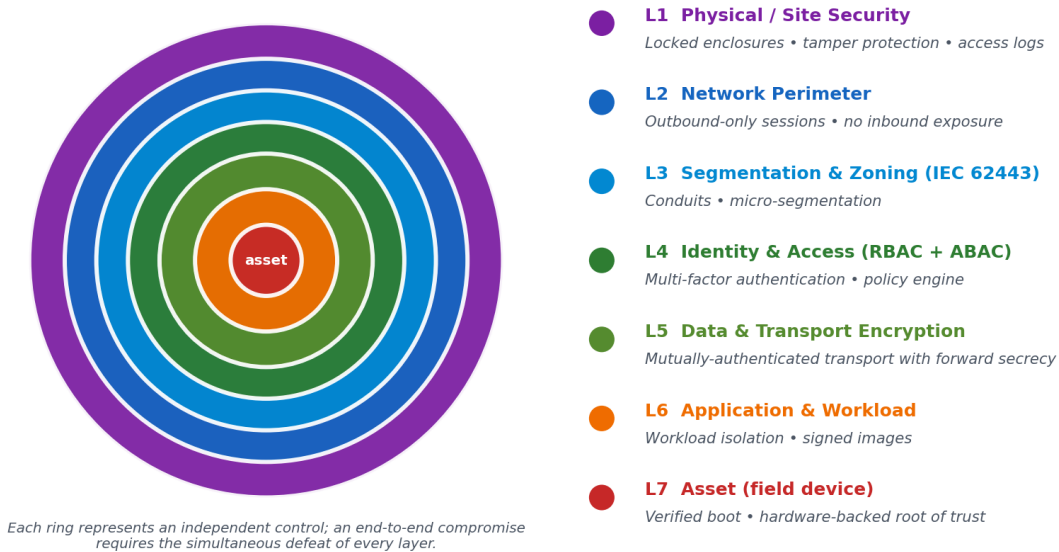 asset
Each ring represents an independent control; an end-to-end compromise
requires the simultaneous defeat of every layer.
L1 Physical / Site Security
Locked enclosures • tamper protection • access logs
L2 Network Perimeter
Outbound-only sessions • no inbound exposure
L3 Segmentation & Zoning (IEC 62443)
Conduits • micro-segmentation
L4 Identity & Access (RBAC + ABAC)
Multi-factor authentication • policy engine
L5 Data & Transport Encryption
Mutually-authenticated transport with forward secrecy
L6 Application & Workload
Workload isolation • signed images
L7 Asset (field device)
Verified boot • hardware-backed root of trust